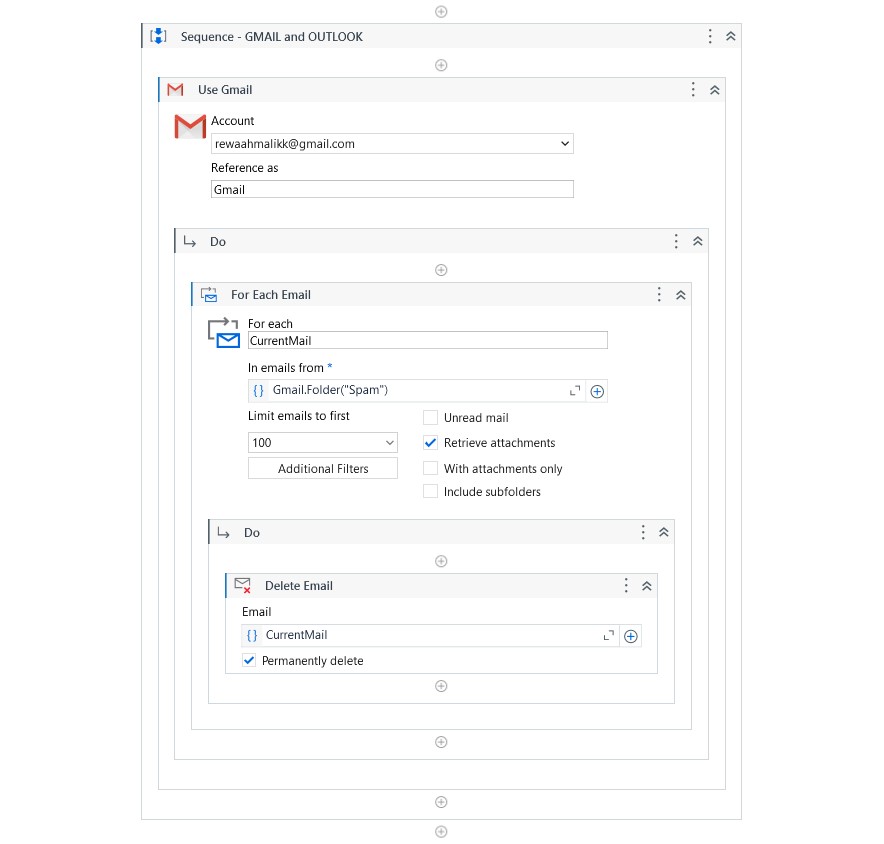 Sequence - GMAIL and OUTLOOK
Use Gmail
Account
rewaahmalikk@gmail.com
Reference as
Gmail
Do
For Each Email
For each
CurrentMail
In emails from *
{} Gmail.Folder("Spam")
Limit emails to first
Unread mail
100
Retrieve attachments
Additional Filters
With attachments only
Include subfolders
Do
Delete Email
Email
{} CurrentMail
Permanently delete